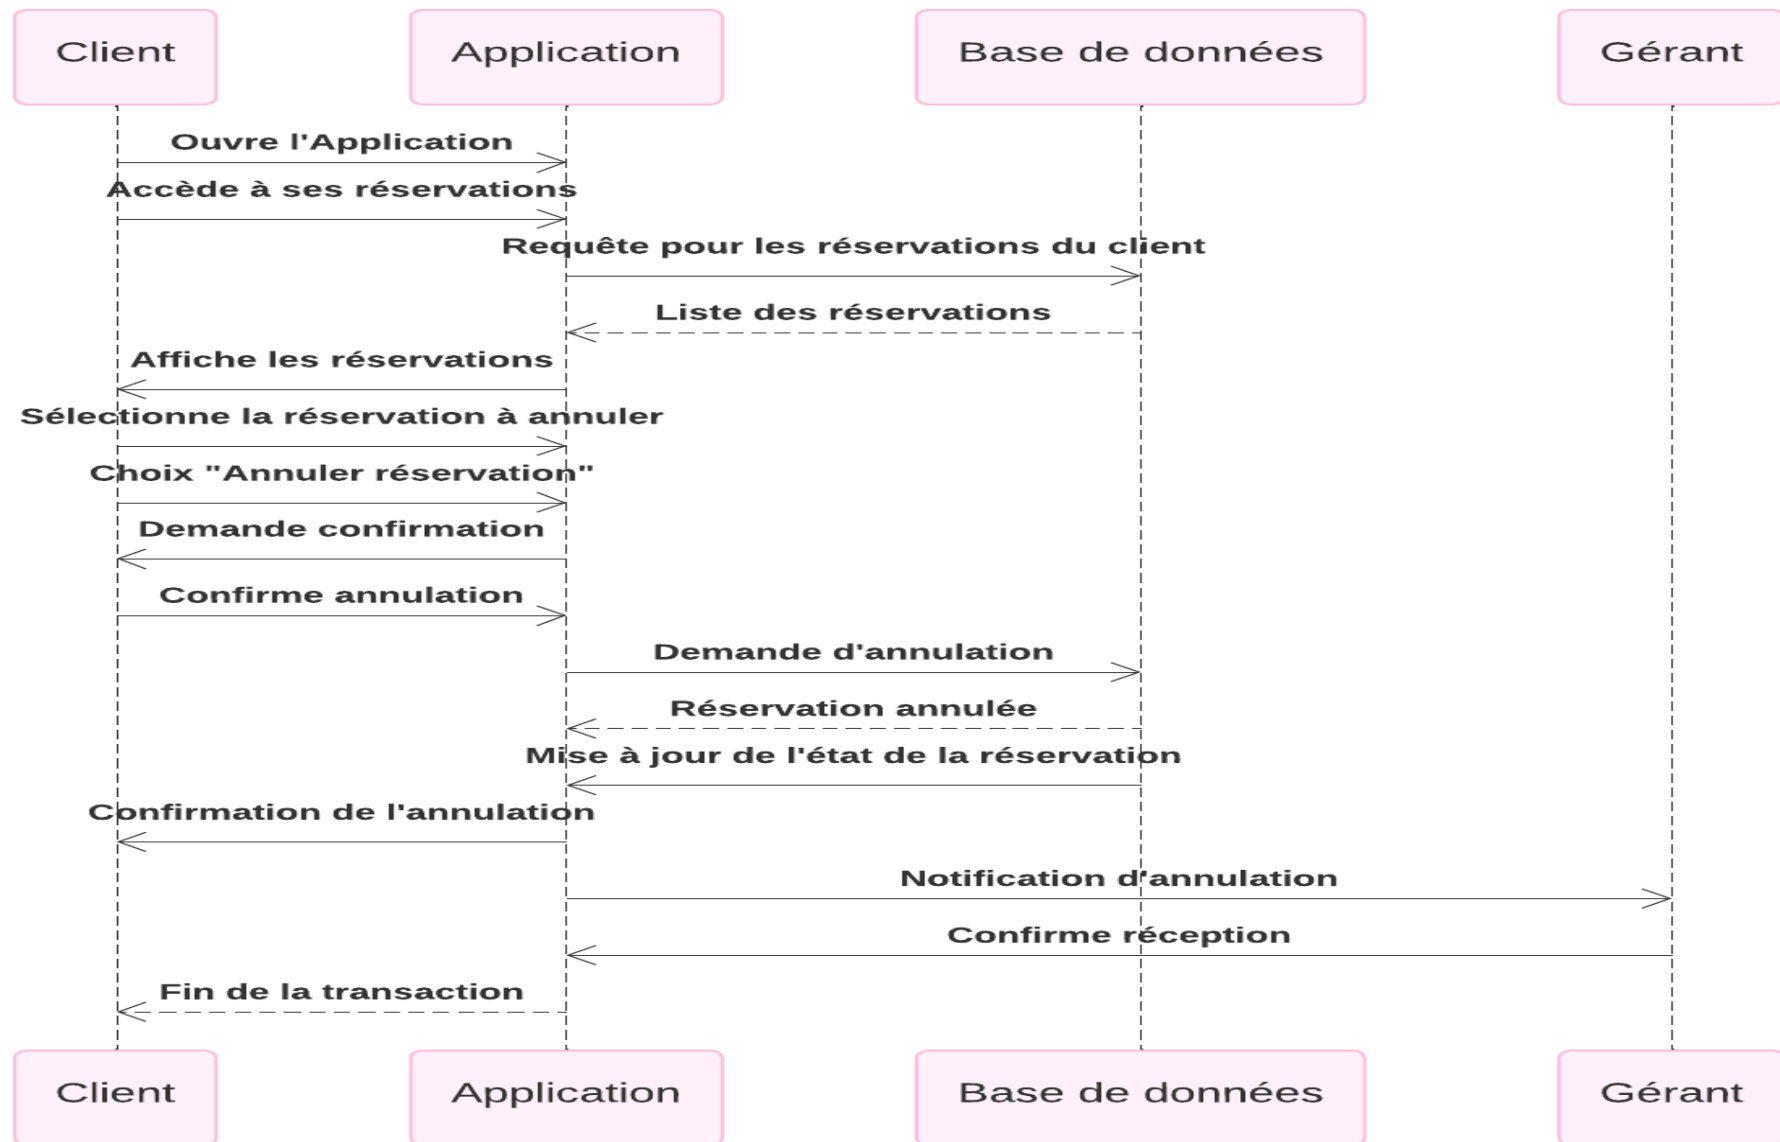 Client
Application
Base de données
Gérant
Ouvre l'Application
Accède à ses réservations
Requête pour les réservations du client
Liste des réservations
Affiche les réservations
Sélectionne la réservation à annuler
Choix "Annuler réservation"
Demande confirmation
Confirme annulation
Demande d'annulation
Réservation annulée
Mise à jour de l'état de la réservation
Confirmation de l'annulation
Notification d'annulation
Confirme réception
Fin de la transaction
Client
Application
Base de données
Gérant